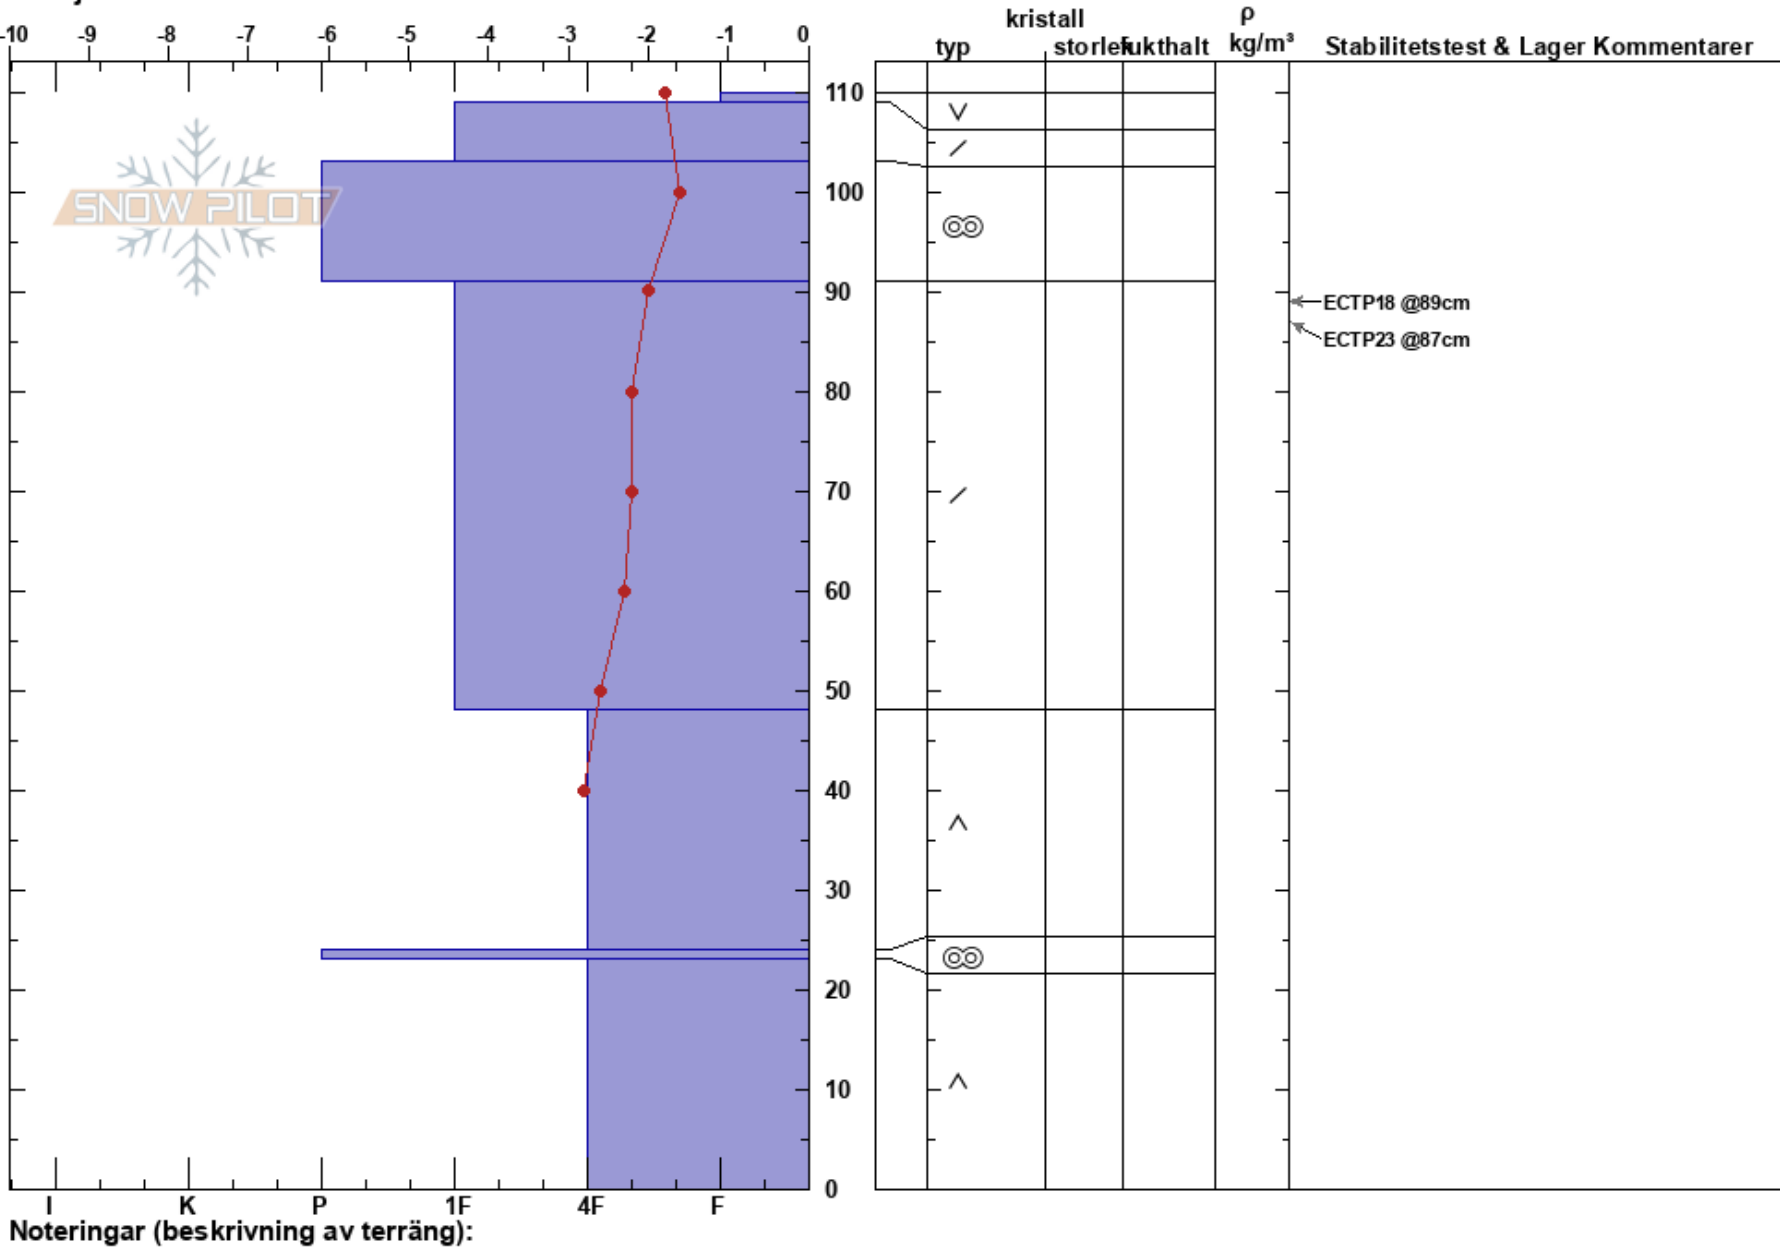 kristall ρ
-10 -9 -8 -7 -6 -5 -4 -3 -2 -1 0
typ storlek fukthalt kg/m³ Stabilitetstest & Lager Kommentarer
110
SNOW PILOT
100
90
ECTP18 @89cm
ECTP23 @87cm
80
70
60
50
40
30
20
10
0
I K P 1F 4F F
Noteringar (beskrivning av terräng):